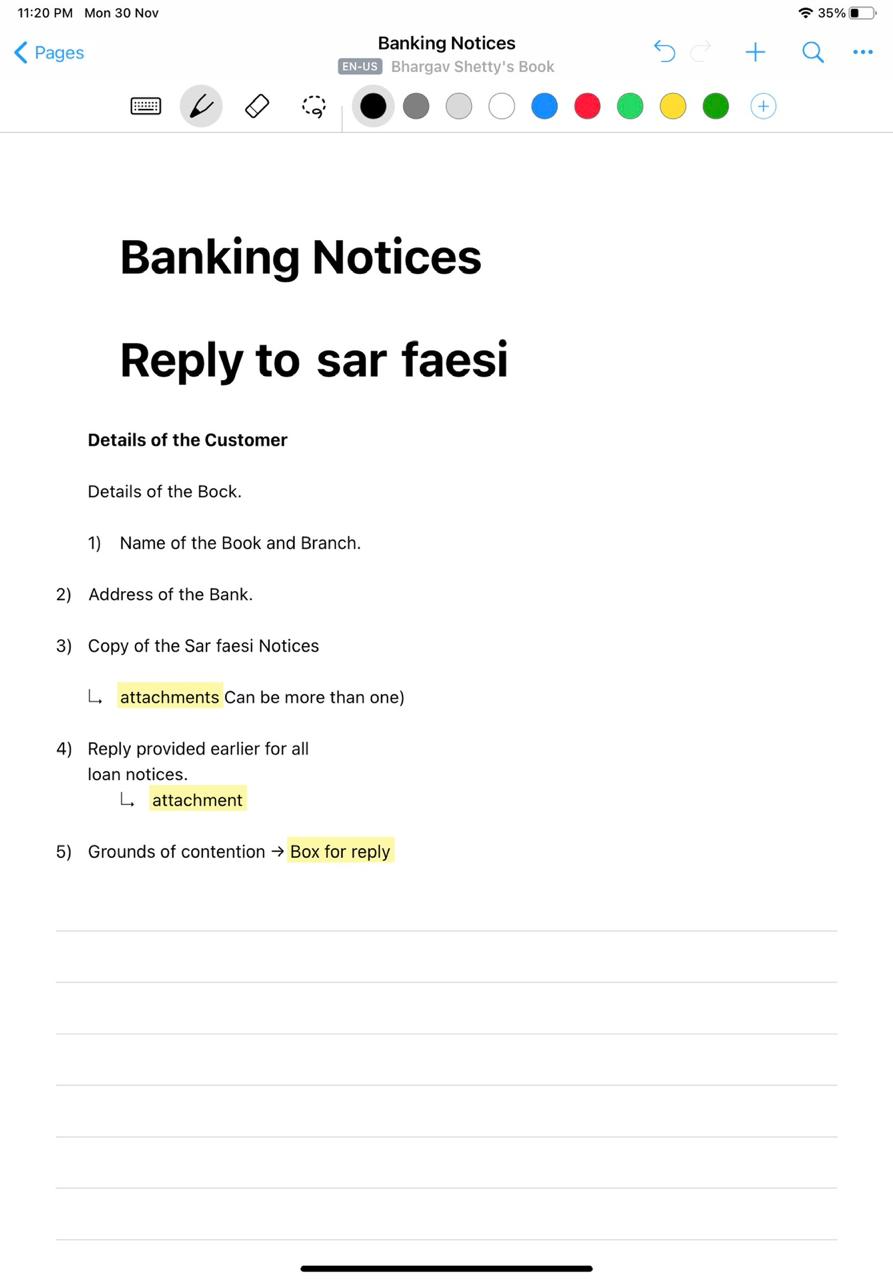 11:20 PM Mon 30 Nov 35%
Pages
Banking Notices
EN-US Bhargav Shetty's Book
Banking Notices
Reply to sar faesi
Details of the Customer
Details of the Bock.
1) Name of the Book and Branch.
2) Address of the Bank.
3) Copy of the Sar faesi Notices
↳ attachments Can be more than one)
4) Reply provided earlier for all
loan notices.
↳ attachment
5) Grounds of contention → Box for reply